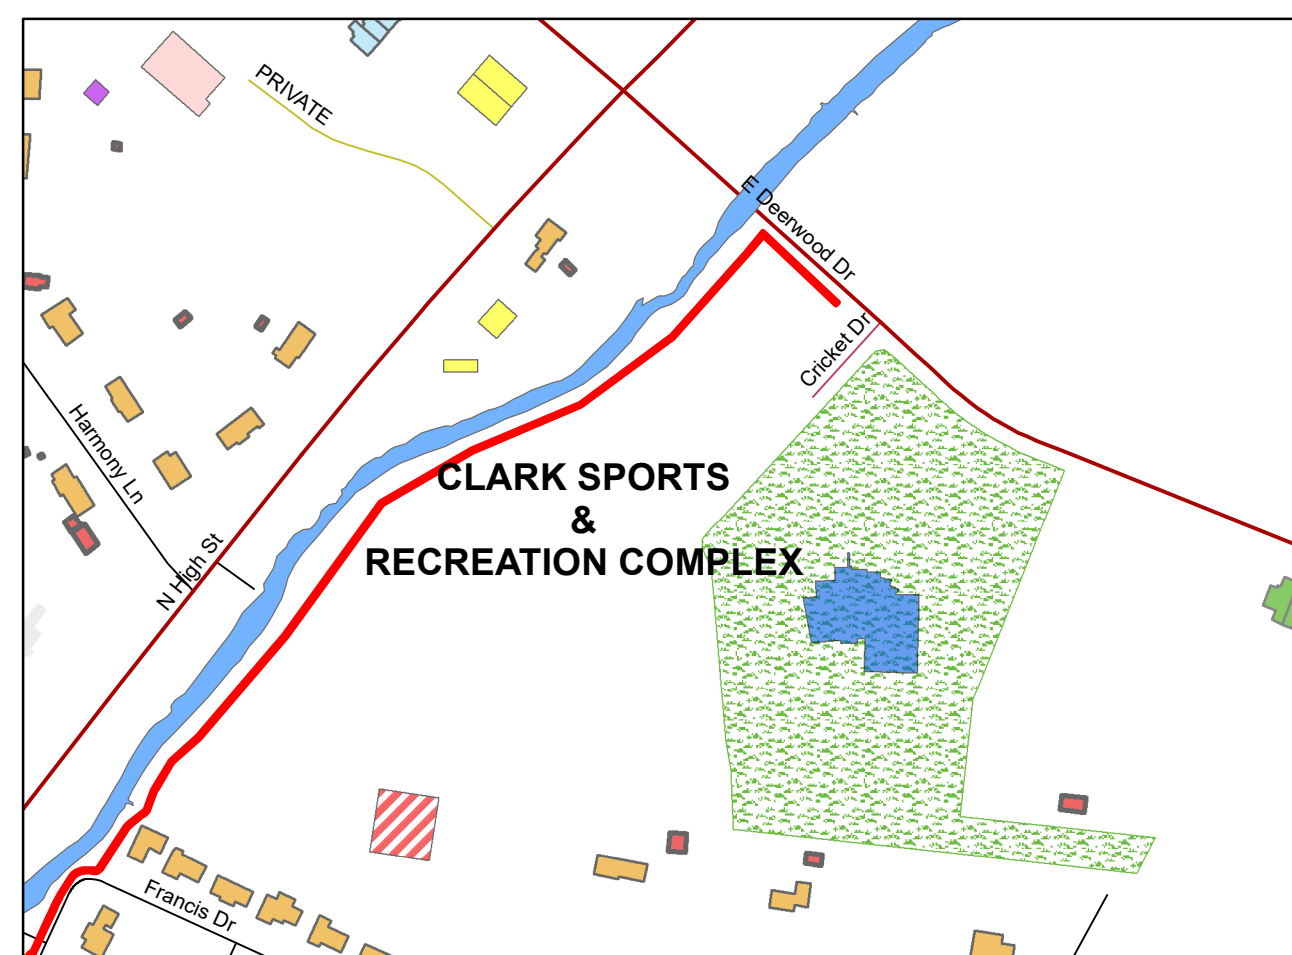 PRIVATE
E Deerwood Dr
Cricket Dr
Harmony Ln
CLARK SPORTS
&
RECREATION COMPLEX
N High St
Francis Dr